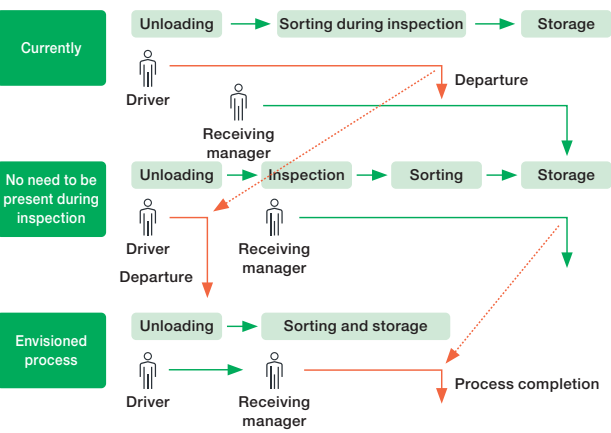 Currently
Unloading
Sorting during inspection
Storage
Driver
Departure
Receiving
manager
No need to be
present during
inspection
Unloading
Inspection
Sorting
Storage
Driver
Receiving
manager
Departure
Envisioned
process
Unloading
Sorting and storage
Driver
Receiving
manager
Process completion